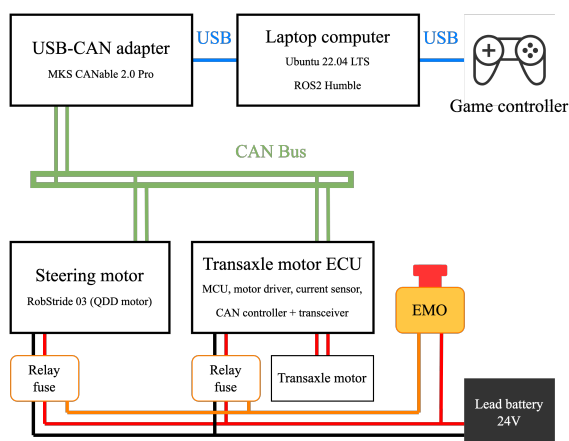 USB-CAN adapter
MKS CANable 2.0 Pro
USB
Laptop computer
Ubuntu 22.04 LTS
ROS2 Humble
USB
Game controller
CAN Bus
Steering motor
RobStride 03 (QDD motor)
Transaxle motor ECU
MCU, motor driver, current sensor,
CAN controller + transceiver
EMO
Relay
fuse
Relay
fuse
Transaxle motor
Lead battery
24V